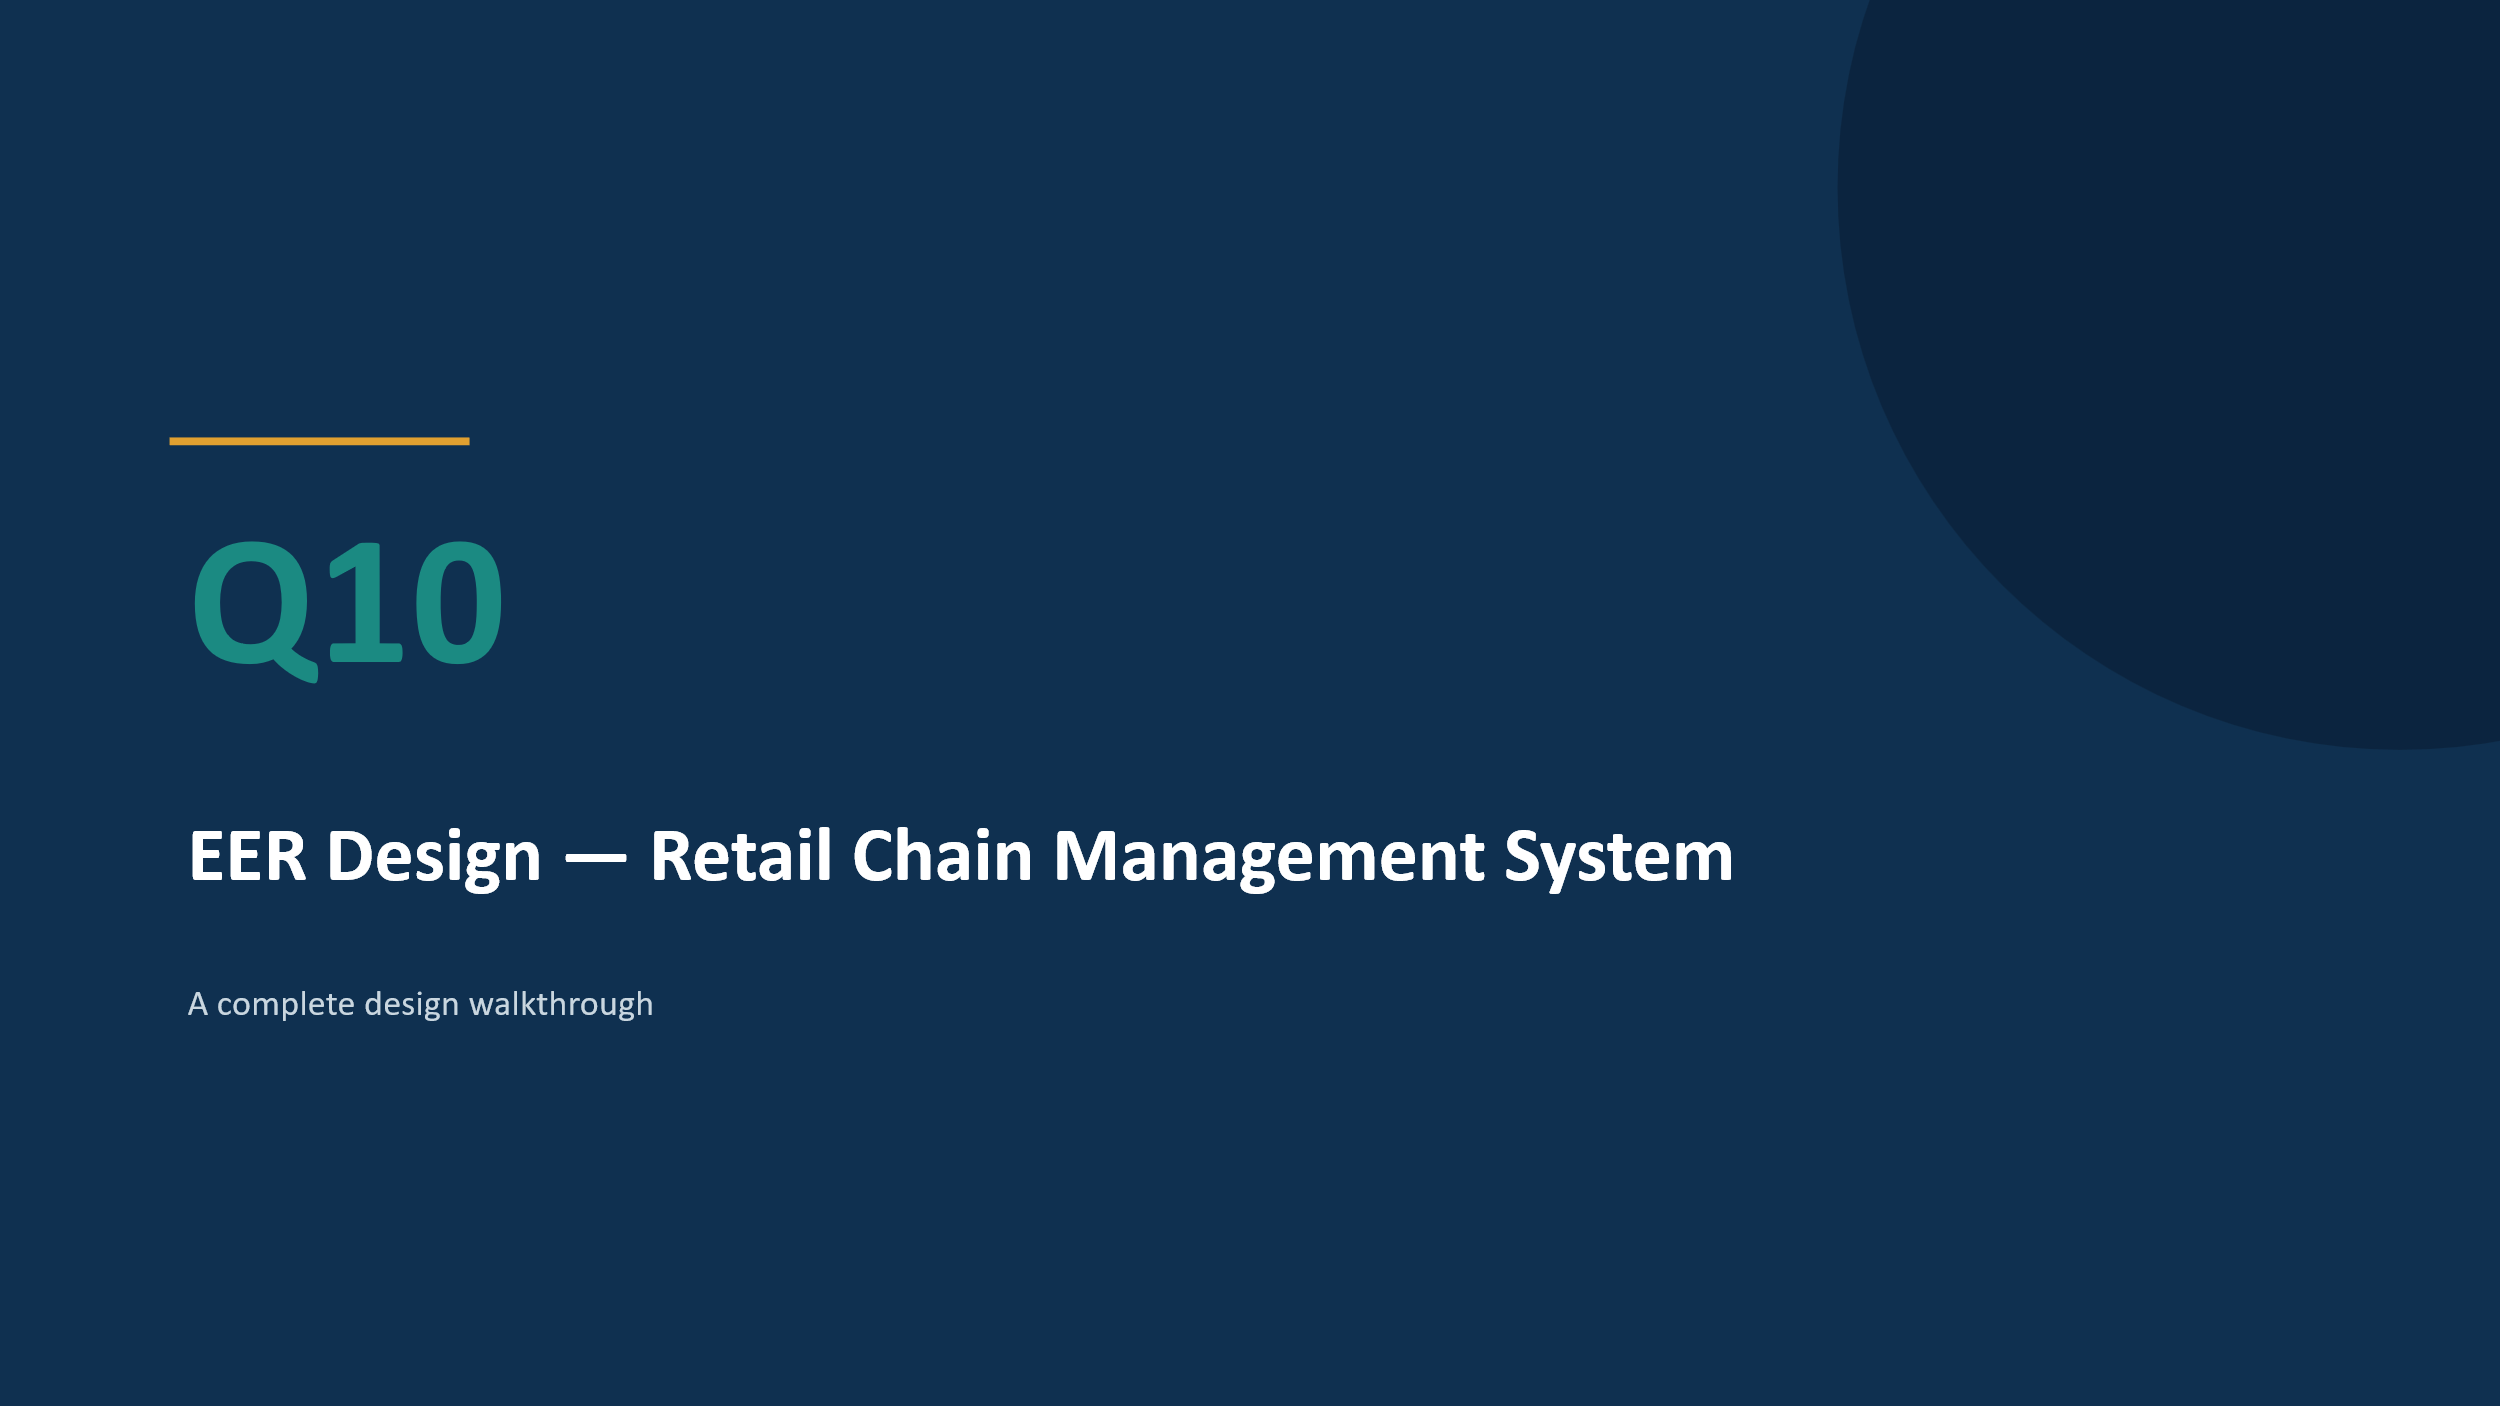 Q10
EER Design — Retail Chain Management System
A complete design walkthrough